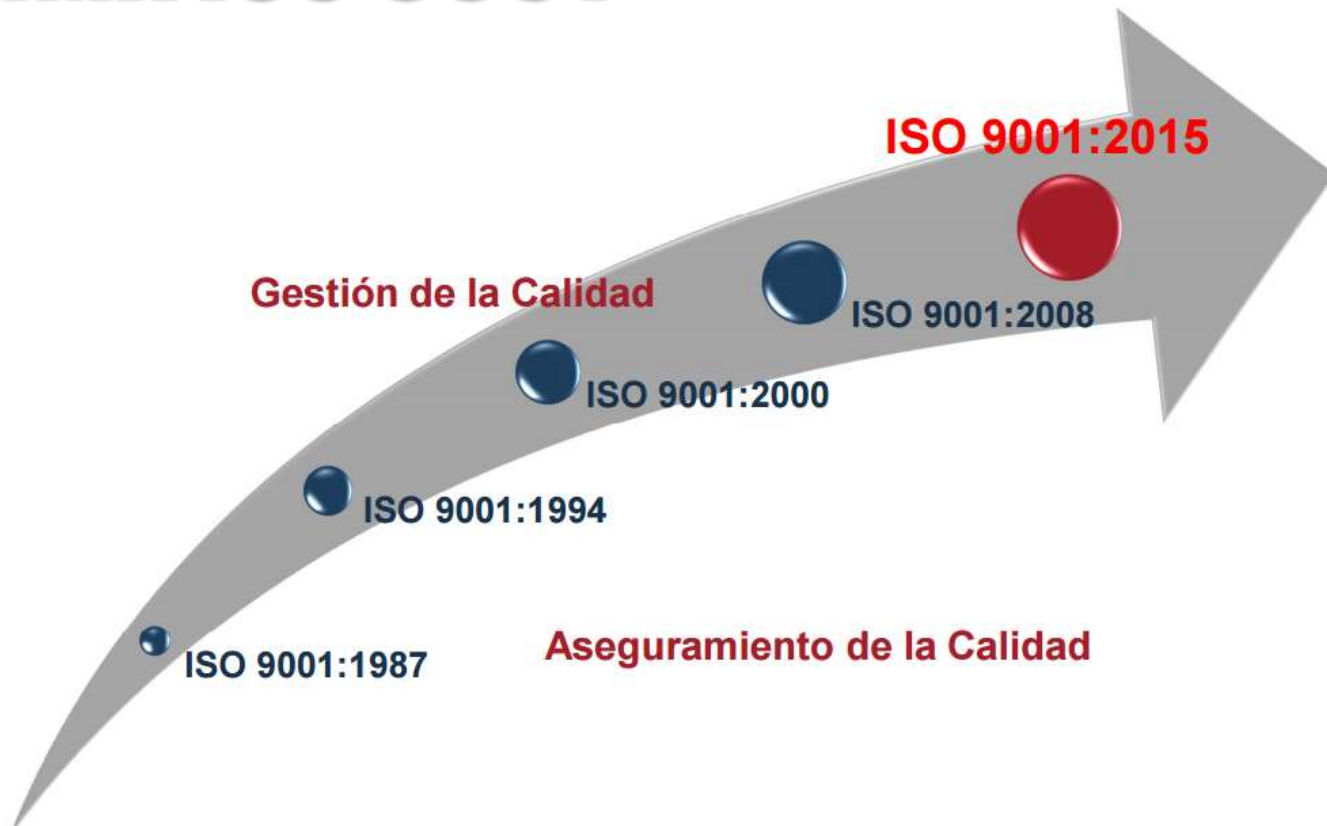 ISO 9001:2015
Gestión de la Calidad
ISO 9001:2008
ISO 9001:2000
ISO 9001:1994
Aseguramiento de la Calidad
ISO 9001:1987